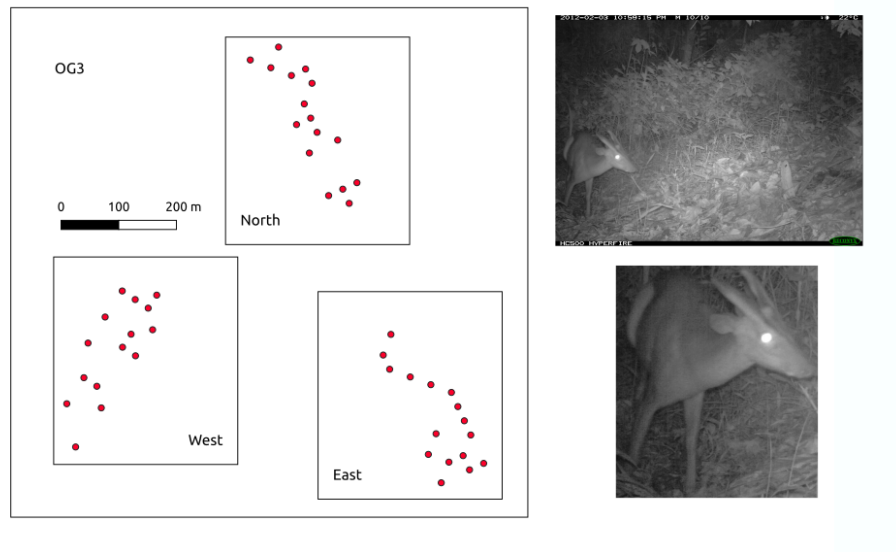 OG3
0 100 200 m
North
West
East
2012-02-03 10:59:15 PM M 10/10 22°C
HC500 HYPERFIRE